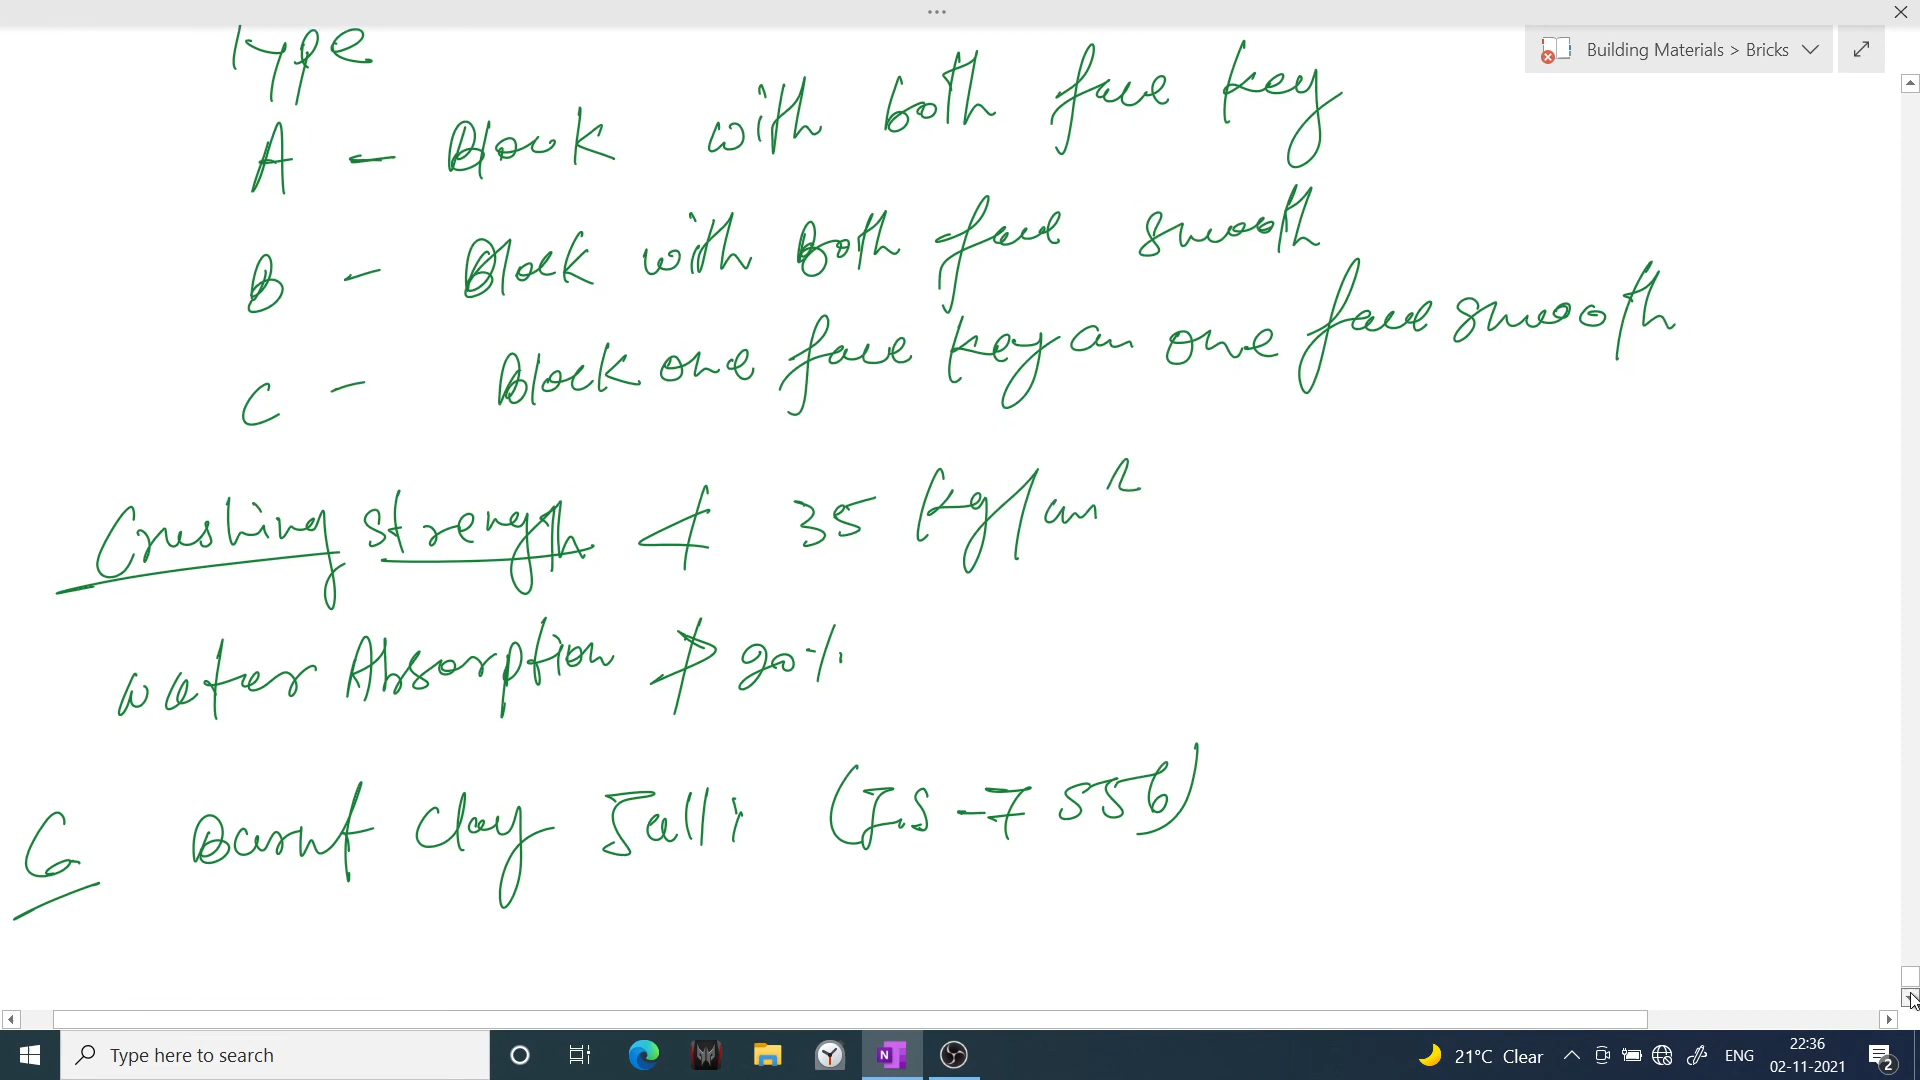 Type
Building Materials > Bricks
A - Block with both face key
B - Block with both face smooth
C - Block one face key an one face smooth
Crushing strength ≮ 35 kg/cm²
water Absorption ≯ 20%
6 Burnt clay Jalli (I.S - 7556)
Type here to search
N
21°C Clear
ENG
22:36
02-11-2021
2